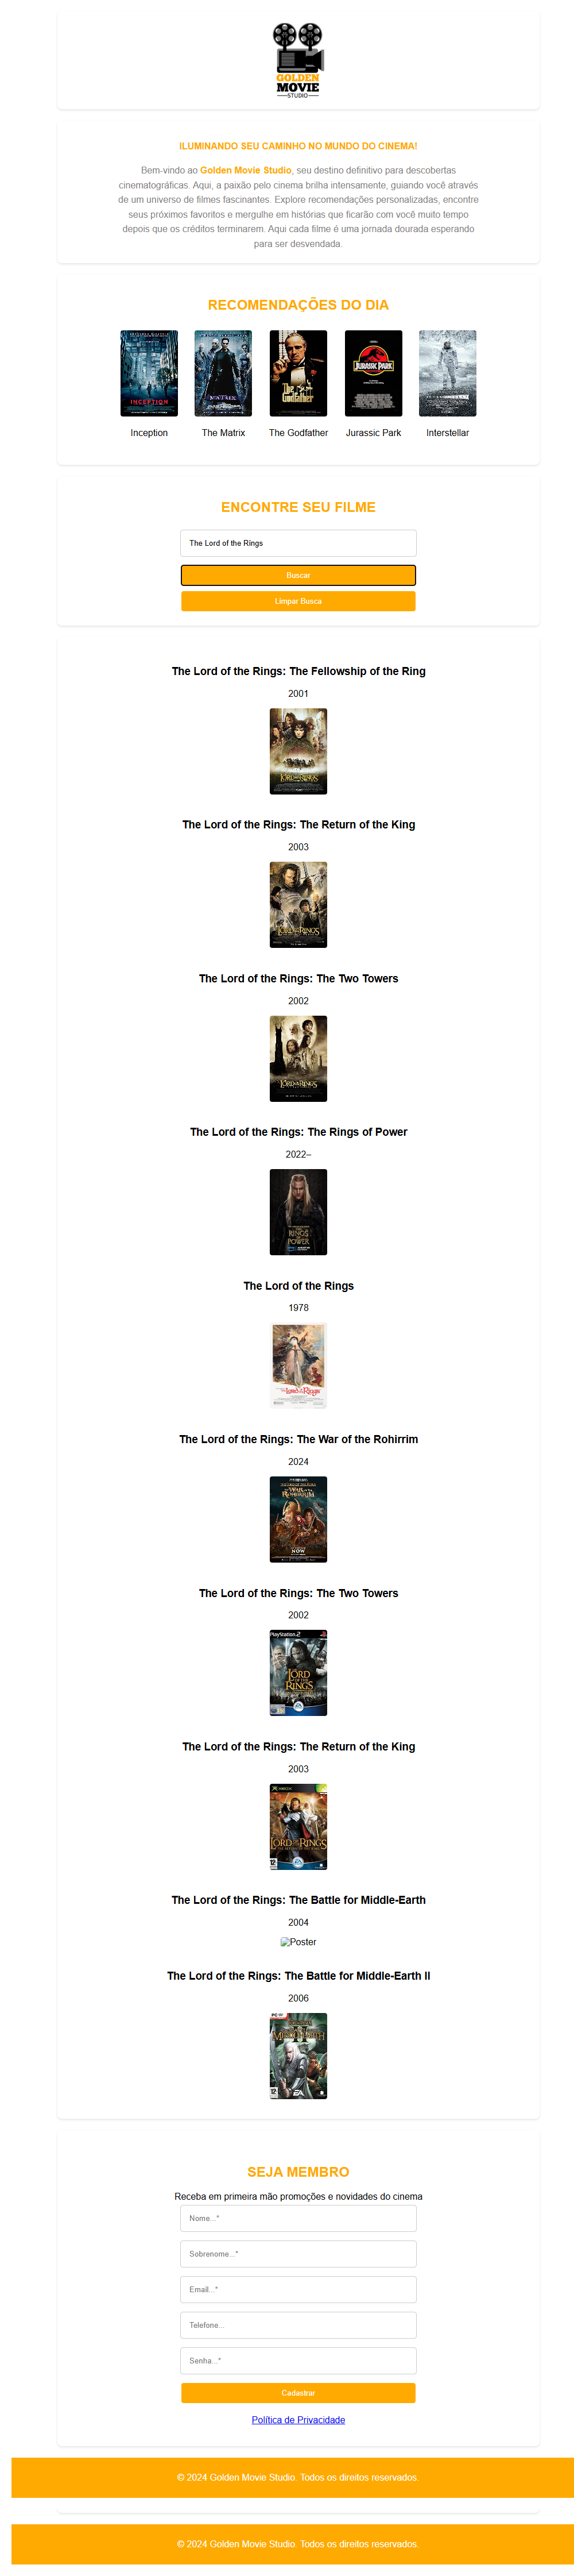 GOLDEN
MOVIE
STUDIO
ILUMINANDO SEU CAMINHO NO MUNDO DO CINEMA!
Bem-vindo ao Golden Movie Studio, seu destino definitivo para descobertas
cinematográficas. Aqui, a paixão pelo cinema brilha intensamente, guiando você através
de um universo de filmes fascinantes. Explore recomendações personalizadas, encontre
seus próximos favoritos e mergulhe em histórias que ficarão com você muito tempo
depois que os créditos terminarem. Aqui cada filme é uma jornada dourada esperando
para ser desvendada.
RECOMENDAÇÕES DO DIA
INCEPTION
MATRIX
The Godfather
JURASSIC PARK
INTERSTELLAR
Inception
The Matrix
The Godfather
Jurassic Park
Interstellar
ENCONTRE SEU FILME
The Lord of the Rings
Buscar
Limpar Busca
The Lord of the Rings: The Fellowship of the Ring
2001
The Lord of the Rings: The Return of the King
2003
The Lord of the Rings: The Two Towers
2002
The Lord of the Rings: The Rings of Power
2022–
The Lord of the Rings
1978
The Lord of the Rings: The War of the Rohirrim
2024
The Lord of the Rings: The Two Towers
2002
PlayStation 2
The Lord of the Rings: The Return of the King
2003
The Lord of the Rings: The Battle for Middle-Earth
2004
Poster
The Lord of the Rings: The Battle for Middle-Earth II
2006
SEJA MEMBRO
Receba em primeira mão promoções e novidades do cinema
Nome...*
Sobrenome...*
Email...*
Telefone...
Senha...*
Cadastrar
Política de Privacidade
© 2024 Golden Movie Studio. Todos os direitos reservados.
© 2024 Golden Movie Studio. Todos os direitos reservados.